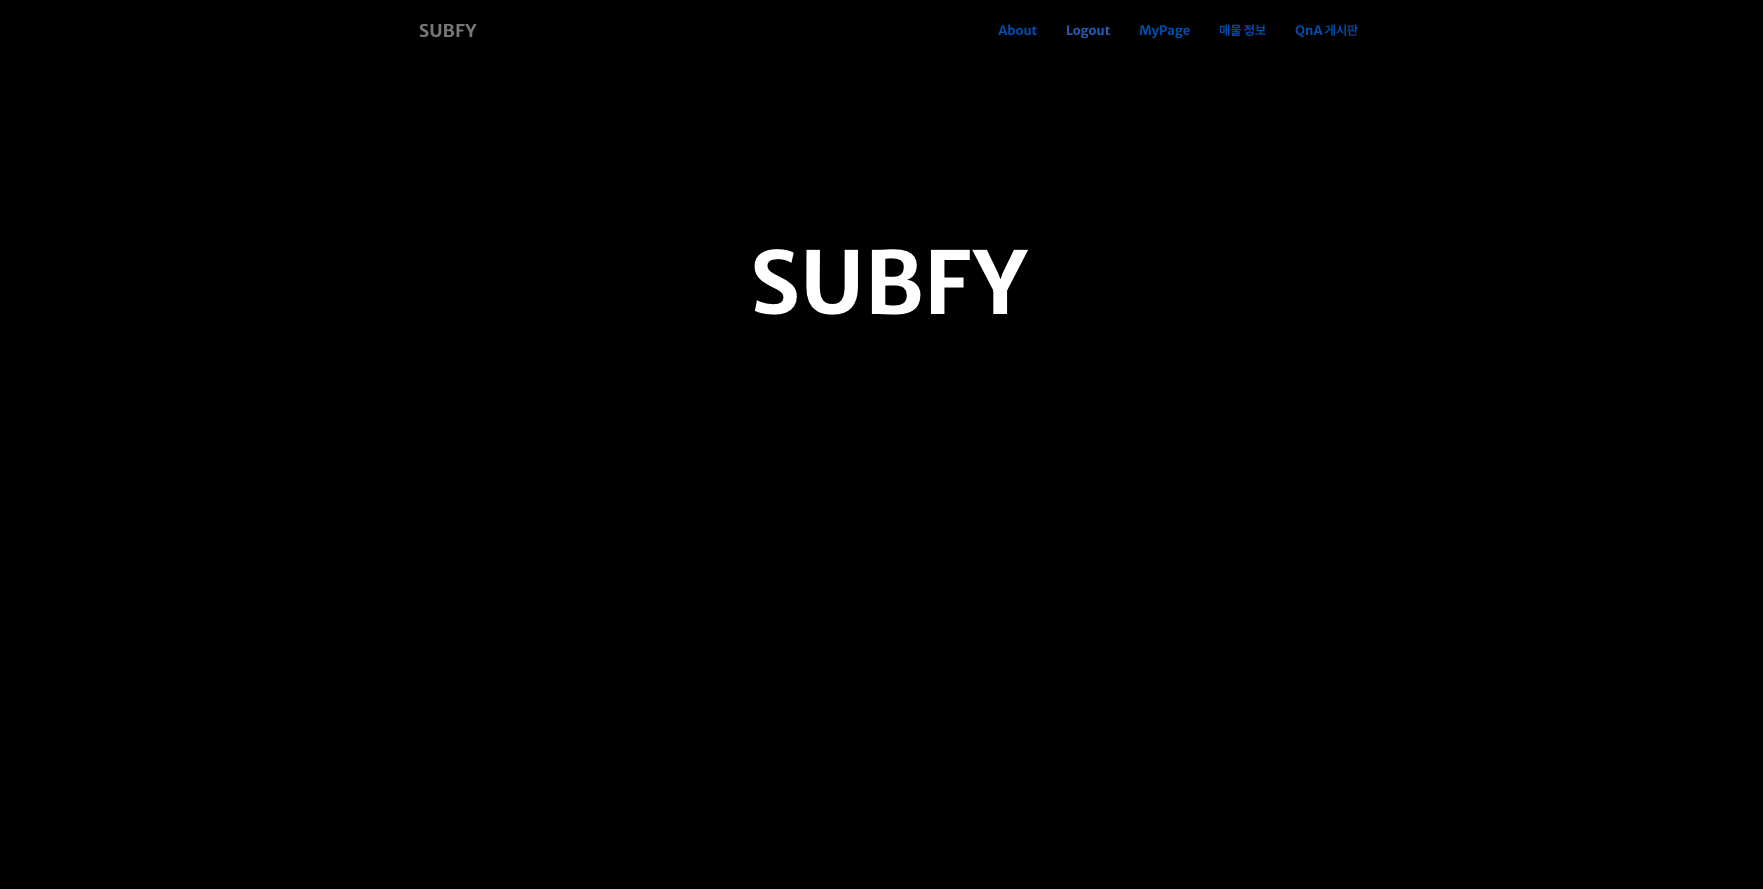 SUBFY About Logout MyPage 매물 정보 QnA 게시판
SUBFY